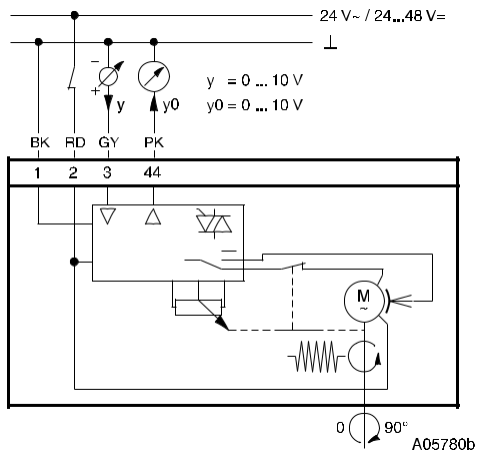 24 V~ / 24...48 V=
⊥
− 
+ y y0
y = 0 ... 10 V
y0 = 0 ... 10 V
BK RD GY PK
1 2 3 44
M
~
0 90°
A05780b